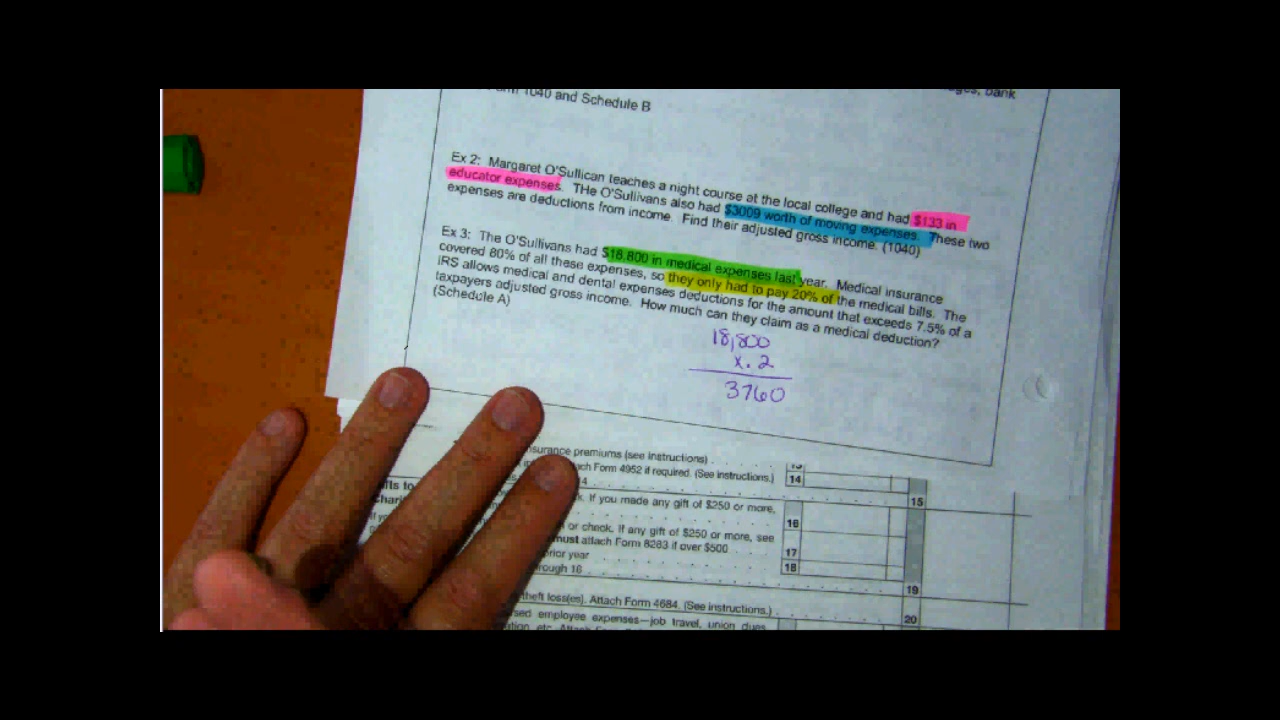 1040 and Schedule B
bank
Ex 2: Margaret O'Sullican teaches a night course at the local college and had $133 in
educator expenses. THe O'Sullivans also had $3009 worth of moving expenses. These two
expenses are deductions from income. Find their adjusted gross income. (1040)
Ex 3: The O'Sullivans had $18,800 in medical expenses last year. Medical insurance
covered 80% of all these expenses, so they only had to pay 20% of the medical bills. The
IRS allows medical and dental expenses deductions for the amount that exceeds 7.5% of a
taxpayers adjusted gross income. How much can they claim as a medical deduction?
(Schedule A)
18,800
x.2
3760
insurance premiums (see instructions)
Form 4952 if required. (See instructions.)
14
14
15
If you made any gift of $250 or more,
16
or check. If any gift of $250 or more, see
must attach Form 8283 if over $500
17
prior year
18
through 16
19
theft loss(es). Attach Form 4684. (See instructions.)
20
employee expenses—job travel, union dues,